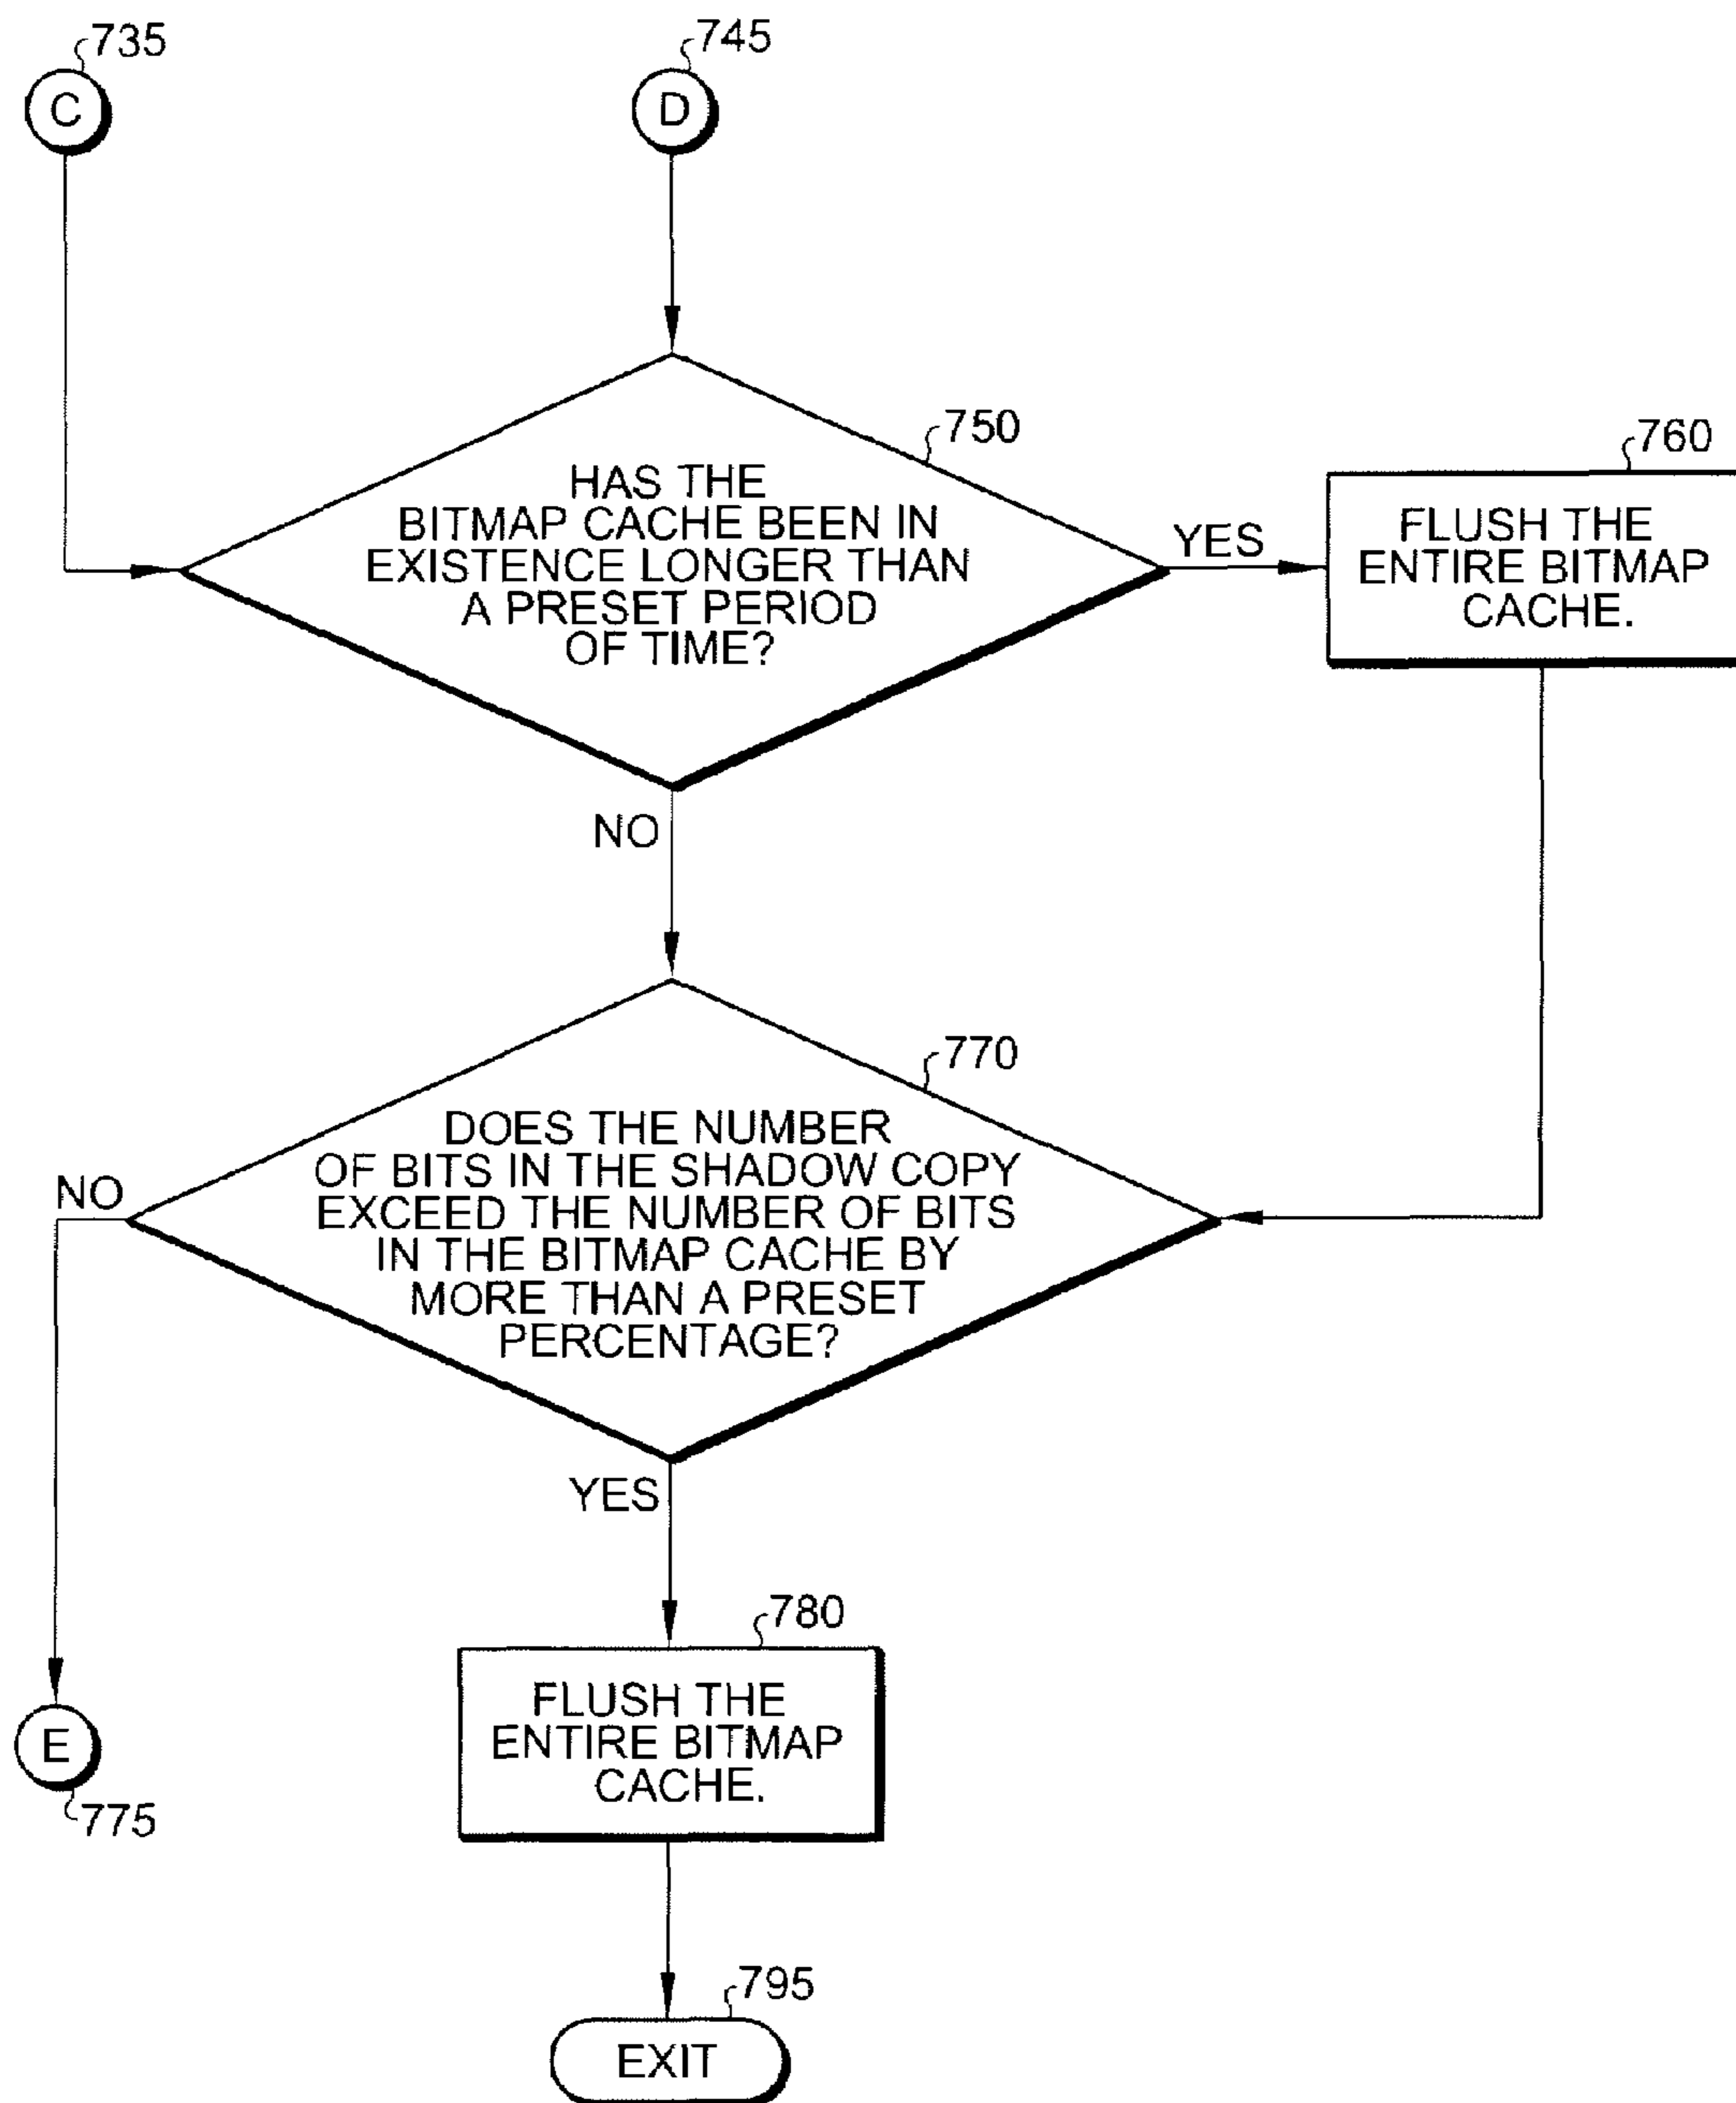 735
745
C
D
750
HAS THE
BITMAP CACHE BEEN IN
EXISTENCE LONGER THAN
A PRESET PERIOD
OF TIME?
YES
760
FLUSH THE
ENTIRE BITMAP
CACHE.
NO
770
DOES THE NUMBER
OF BITS IN THE SHADOW COPY
EXCEED THE NUMBER OF BITS
IN THE BITMAP CACHE BY
MORE THAN A PRESET
PERCENTAGE?
NO
YES
E
775
780
FLUSH THE
ENTIRE BITMAP
CACHE.
795
EXIT